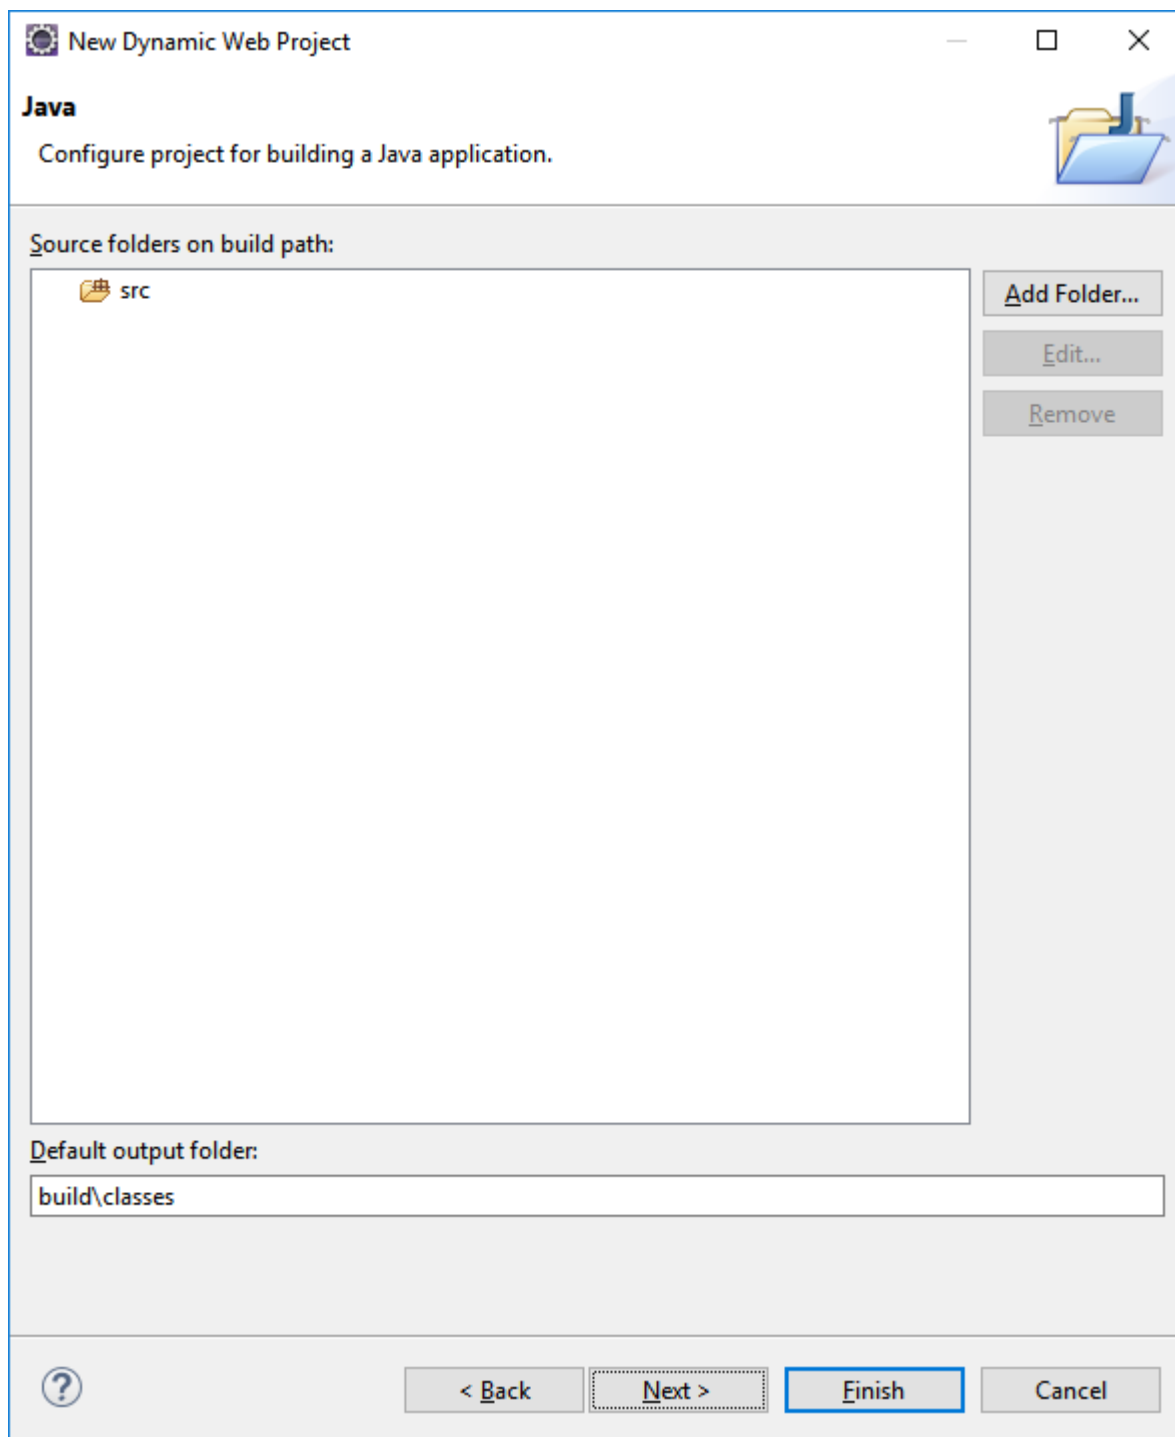 New Dynamic Web Project
Java
Configure project for building a Java application.
Source folders on build path:
src
Add Folder...
Edit...
Remove
Default output folder:
build\classes
?
< Back
Next >
Finish
Cancel